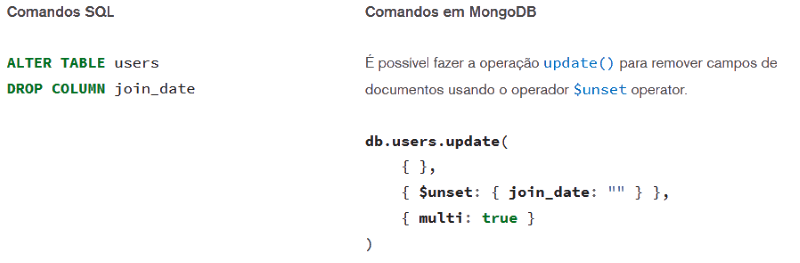 Comandos SQL
ALTER TABLE users
DROP COLUMN join_date
Comandos em MongoDB
É possível fazer a operação update() para remover campos de
documentos usando o operador $unset operator.
db.users.update(
{ },
{ $unset: { join_date: "" } },
{ multi: true }
)